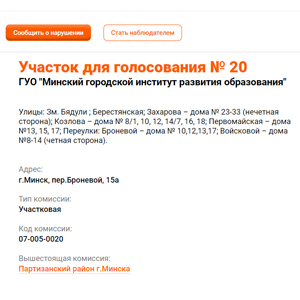 Сообщить о нарушении
Стать наблюдателем
Участок для голосования № 20
ГУО "Минский городской институт развития образования"
Улицы: Зм. Бядули ; Берестянская; Захарова – дома № 23-33 (нечетная
сторона); Козлова – дома № 8/1, 10, 12, 14/7, 16, 18; Первомайская – дома
№13, 15, 17; Переулки: Броневой – дома № 10,12,13,17; Войсковой – дома
№8-14 (четная сторона).
Адрес:
г.Минск, пер.Броневой, 15а
Тип комиссии:
Участковая
Код комиссии:
07-005-0020
Вышестоящая комиссия:
Партизанский район г.Минска